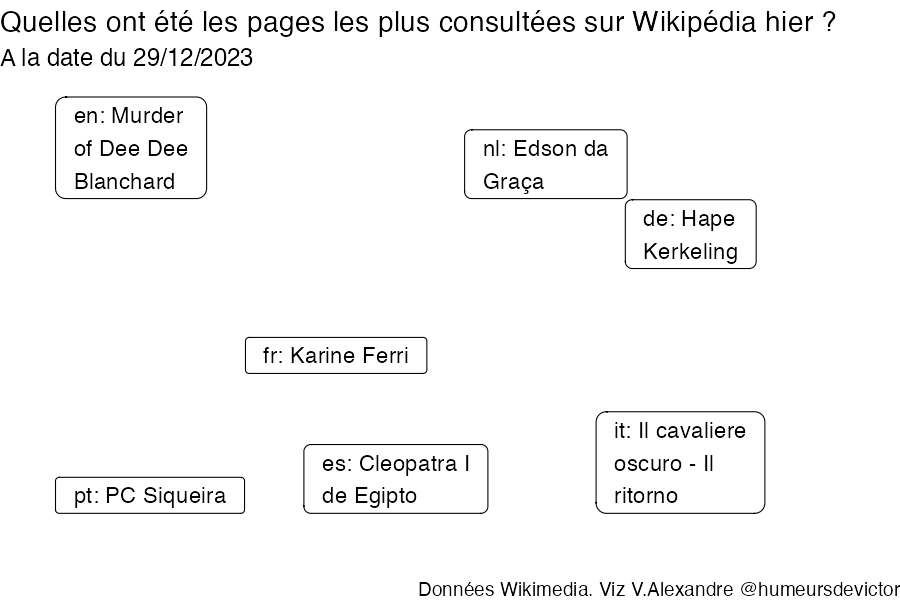 Quelles ont été les pages les plus consultées sur Wikipédia hier ?
A la date du 29/12/2023
en: Murder
of Dee Dee
Blanchard
nl: Edson da
Graça
de: Hape
Kerkeling
fr: Karine Ferri
it: Il cavaliere
oscuro - Il
ritorno
es: Cleopatra I
de Egipto
pt: PC Siqueira
Données Wikimedia. Viz V.Alexandre @humeursdevictor